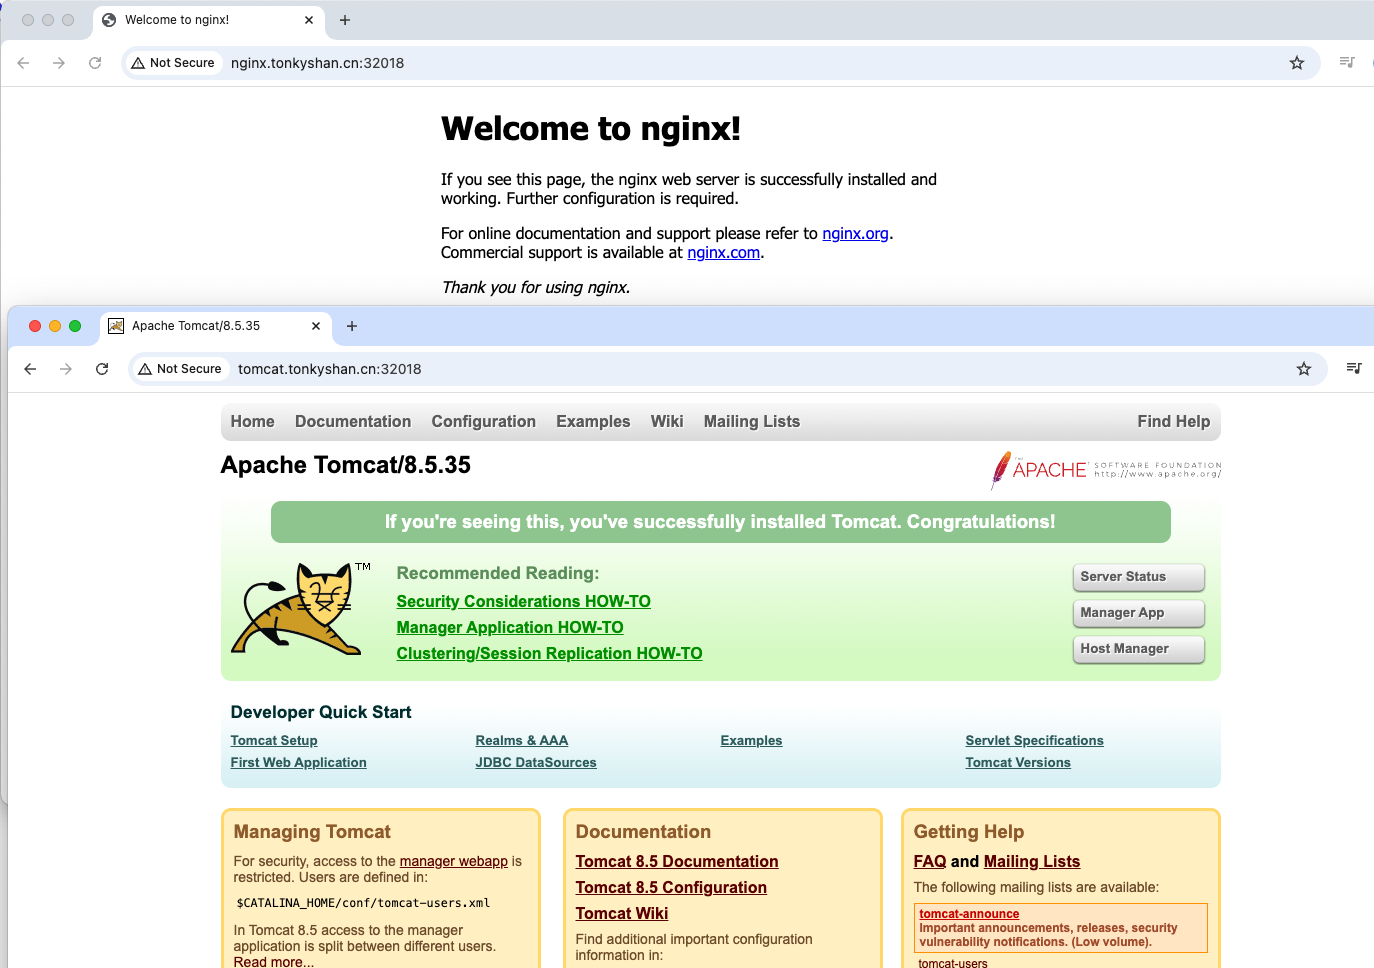 Welcome to nginx!
Not Secure nginx.tonkyshan.cn:32018
Welcome to nginx!
If you see this page, the nginx web server is successfully installed and
working. Further configuration is required.
For online documentation and support please refer to nginx.org.
Commercial support is available at nginx.com.
Thank you for using nginx.
Apache Tomcat/8.5.35
Not Secure tomcat.tonkyshan.cn:32018
Home Documentation Configuration Examples Wiki Mailing Lists Find Help
Apache Tomcat/8.5.35
THE
APACHE SOFTWARE FOUNDATION
http://www.apache.org/
If you're seeing this, you've successfully installed Tomcat. Congratulations!
TM
Recommended Reading:
Security Considerations HOW-TO
Manager Application HOW-TO
Clustering/Session Replication HOW-TO
Server Status
Manager App
Host Manager
Developer Quick Start
Tomcat Setup Realms & AAA Examples Servlet Specifications
First Web Application JDBC DataSources Tomcat Versions
Managing Tomcat
For security, access to the manager webapp is
restricted. Users are defined in:
$CATALINA_HOME/conf/tomcat-users.xml
In Tomcat 8.5 access to the manager
application is split between different users.
Read more...
Documentation
Tomcat 8.5 Documentation
Tomcat 8.5 Configuration
Tomcat Wiki
Find additional important configuration
information in:
Getting Help
FAQ and Mailing Lists
The following mailing lists are available:
tomcat-announce
Important announcements, releases, security
vulnerability notifications. (Low volume).
tomcat-users